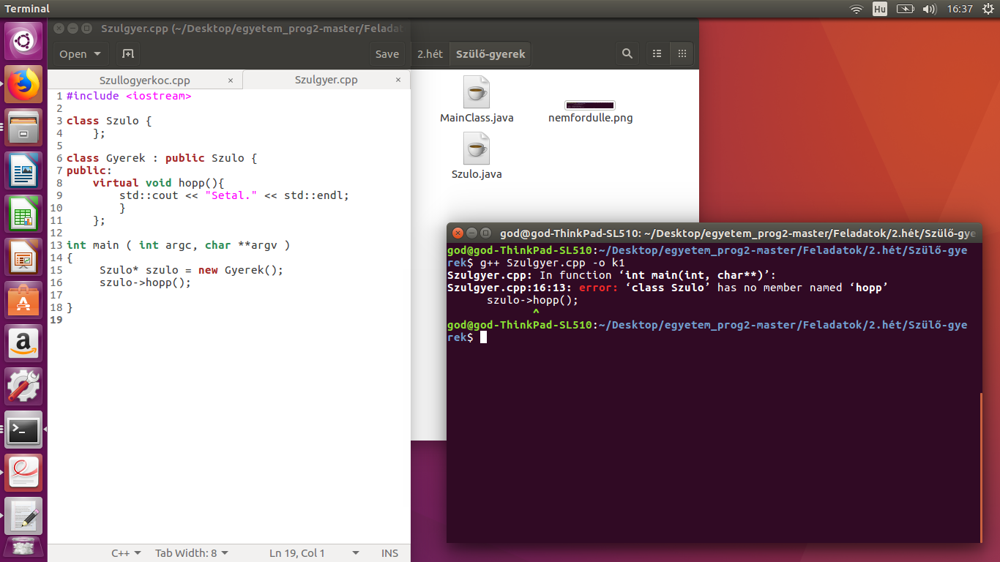 Terminal
Hu
16:37
Szulgyer.cpp (~/Desktop/egyetem_prog2-master/Feladat
Open
Save
2.hét
Szülő-gyerek
Szullogyerkoc.cpp ×
Szulgyer.cpp ×
1 #include <iostream>
2
3 class Szulo {
4     };
5
6 class Gyerek : public Szulo {
7 public:
8     virtual void hopp(){
9         std::cout << "Setal." << std::endl;
10         }
11     };
12
13 int main ( int argc, char **argv )
14 {
15      Szulo* szulo = new Gyerek();
16      szulo->hopp();
17
18 }
19
C++
Tab Width: 8
Ln 19, Col 1
INS
MainClass.java
nemfordulle.png
Szulo.java
god@god-ThinkPad-SL510: ~/Desktop/egyetem_prog2-master/Feladatok/2.hét/Szülő-gye
god@god-ThinkPad-SL510:~/Desktop/egyetem_prog2-master/Feladatok/2.hét/Szülő-gye
rek$ g++ Szulgyer.cpp -o k1
Szulgyer.cpp: In function ‘int main(int, char**)’:
Szulgyer.cpp:16:13: error: ‘class Szulo’ has no member named ‘hopp’
      szulo->hopp();
             ^
god@god-ThinkPad-SL510:~/Desktop/egyetem_prog2-master/Feladatok/2.hét/Szülő-gye
rek$